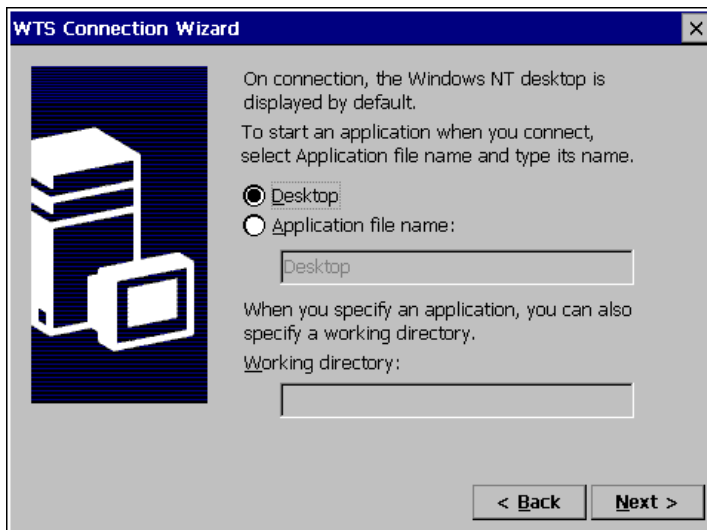 WTS Connection Wizard
On connection, the Windows NT desktop is
displayed by default.
To start an application when you connect,
select Application file name and type its name.
Desktop
Application file name:
Desktop
When you specify an application, you can also
specify a working directory.
Working directory:
< Back Next >